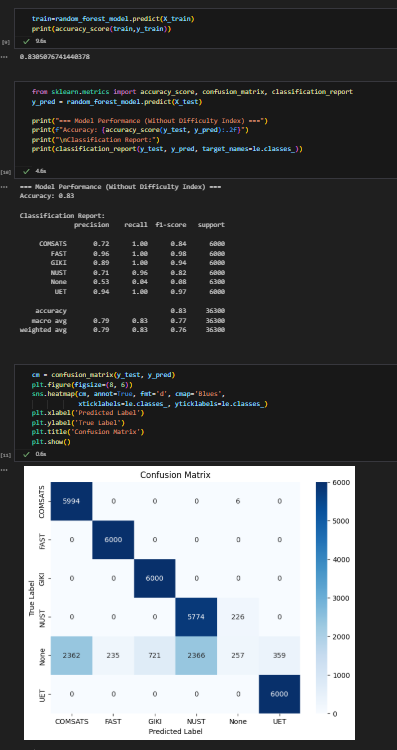 train=random_forest_model.predict(X_train)
print(accuracy_score(train,y_train))
[9]
9.6s
0.8305076741440378
from sklearn.metrics import accuracy_score, confusion_matrix, classification_report
y_pred = random_forest_model.predict(X_test)
print("=== Model Performance (Without Difficulty Index) ===")
print(f"Accuracy: {accuracy_score(y_test, y_pred):.2f}")
print("\nClassification Report:")
print(classification_report(y_test, y_pred, target_names=le.classes_))
[10]
4.6s
=== Model Performance (Without Difficulty Index) ===
Accuracy: 0.83
Classification Report:
precision recall f1-score support
COMSATS 0.72 1.00 0.84 6000
FAST 0.96 1.00 0.98 6000
GIKI 0.89 1.00 0.94 6000
NUST 0.71 0.96 0.82 6000
None 0.53 0.04 0.08 6300
UET 0.94 1.00 0.97 6000
accuracy 0.83 36300
macro avg 0.79 0.83 0.77 36300
weighted avg 0.79 0.83 0.76 36300
cm = confusion_matrix(y_test, y_pred)
plt.figure(figsize=(8, 6))
sns.heatmap(cm, annot=True, fmt="d", cmap="Blues",
xticklabels=le.classes_, yticklabels=le.classes_)
plt.xlabel('Predicted Label')
plt.ylabel('True Label')
plt.title('Confusion Matrix')
plt.show()
[11]
0.6s
Confusion Matrix
COMSATS 5994 0 0 0 6 0
FAST 0 6000 0 0 0 0
GIKI 0 0 6000 0 0 0
NUST 0 0 0 5774 226 0
None 2362 235 721 2366 257 359
UET 0 0 0 0 0 6000
COMSATS FAST GIKI NUST None UET
Predicted Label
True Label
6000
5000
4000
3000
2000
1000
0